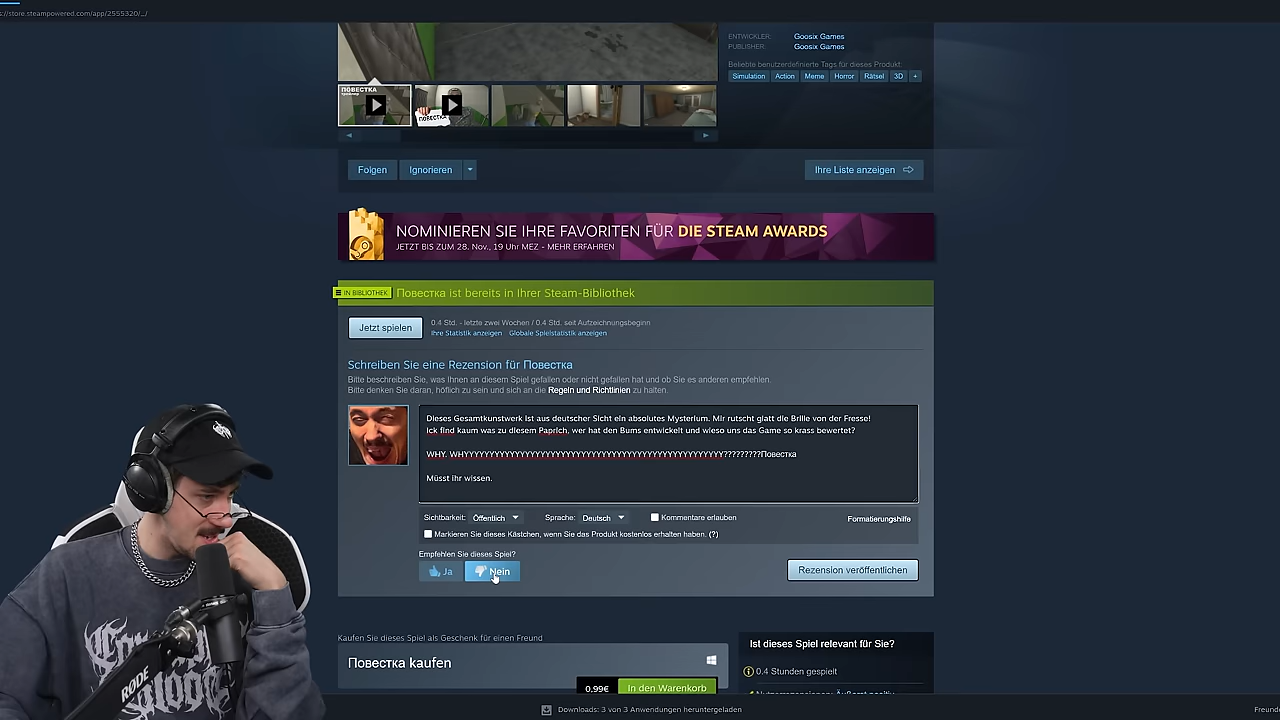 s://store.steampowered.com/app/2555320/_/
ENTWICKLER: Goosix Games
PUBLISHER: Goosix Games
Beliebte benutzerdefinierte Tags für dieses Produkt:
Simulation Action Meme Horror Rätsel 3D +
ПОВЕСТКА
Folgen Ignorieren Ihre Liste anzeigen
NOMINIEREN SIE IHRE FAVORITEN FÜR DIE STEAM AWARDS
JETZT BIS ZUM 28. Nov., 19 Uhr MEZ - MEHR ERFAHREN
IN BIBLIOTHEK Повестка ist bereits in Ihrer Steam-Bibliothek
Jetzt spielen
0.4 Std. - letzte zwei Wochen / 0.4 Std. seit Aufzeichnungsbeginn
Ihre Statistik anzeigen Globale Spielstatistik anzeigen
Schreiben Sie eine Rezension für Повестка
Bitte beschreiben Sie, was Ihnen an diesem Spiel gefallen oder nicht gefallen hat und ob Sie es anderen empfehlen.
Bitte denken Sie daran, höflich zu sein und sich an die Regeln und Richtlinien zu halten.
Dieses Gesamtkunstwerk ist aus deutscher Sicht ein absolutes Mysterium. Mir rutscht glatt die Brille von der Fresse!
Ick find kaum was zu diesem Paprich, wer hat den Bums entwickelt und wieso uns das Game so krass bewertet?
Müsst ihr wissen.
Sichtbarkeit: Öffentlich Sprache: Deutsch Kommentare erlauben Formatierungshilfe
Markieren Sie dieses Kästchen, wenn Sie das Produkt kostenlos erhalten haben. (?)
Empfehlen Sie dieses Spiel?
Ja Nein Rezension veröffentlichen
Kaufen Sie dieses Spiel als Geschenk für einen Freund
Повестка kaufen
0,99€ In den Warenkorb
Ist dieses Spiel relevant für Sie?
0.4 Stunden gespielt
RODE
Downloads: 3 von 3 Anwendungen heruntergeladen
Freund